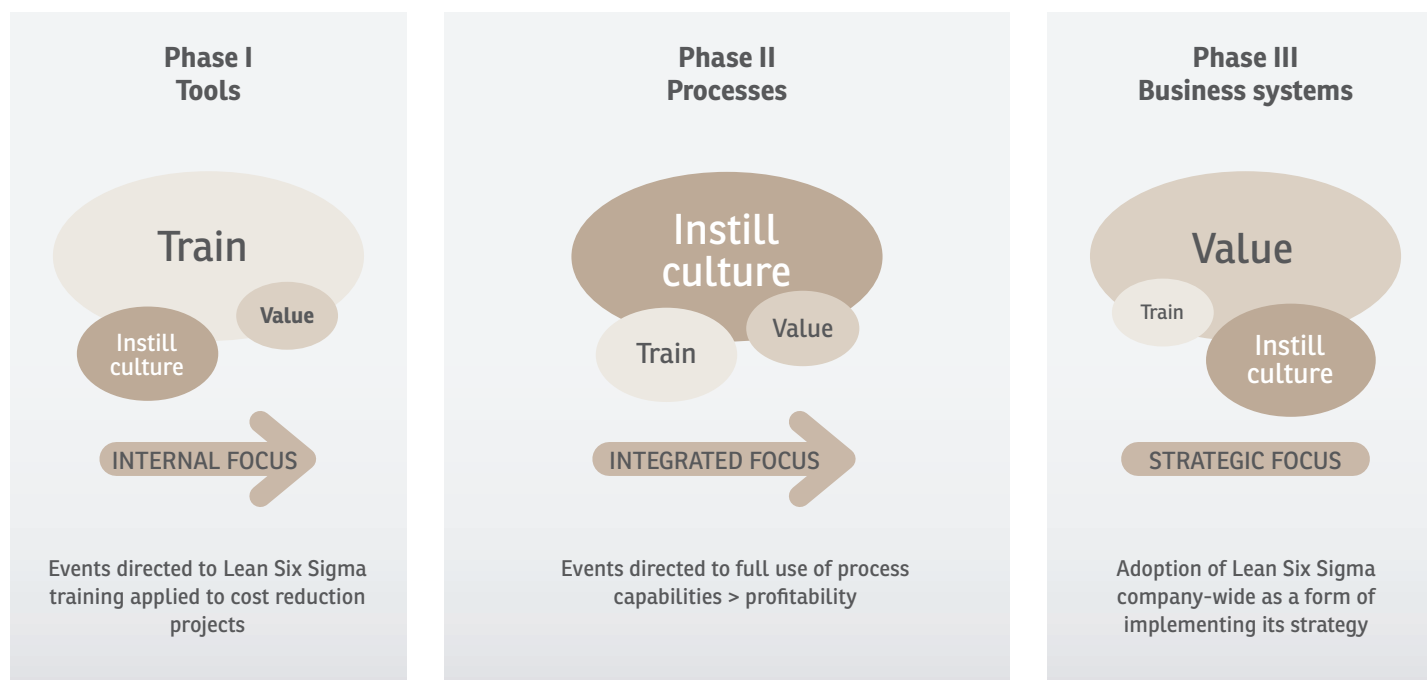 Phase I
Tools
Train
Instill
culture
Value
INTERNAL FOCUS
Events directed to Lean Six Sigma
training applied to cost reduction
projects
Phase II
Processes
Instill
culture
Train
Value
INTEGRATED FOCUS
Events directed to full use of process
capabilities > profitability
Phase III
Business systems
Value
Train
Instill
culture
STRATEGIC FOCUS
Adoption of Lean Six Sigma
company-wide as a form of
implementing its strategy